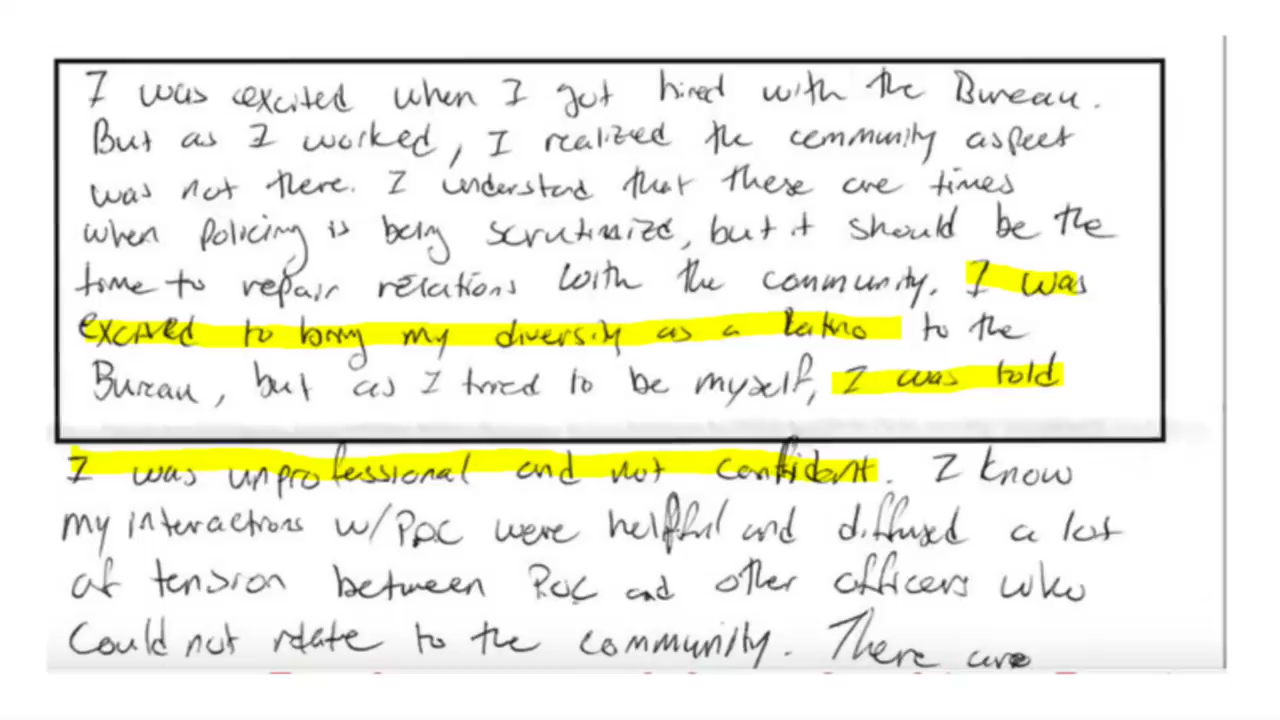 I was excited when I got hired with the Bureau.
But as I worked, I realized the community aspect
was not there. I understand that these are times
when policing is being scrutinized, but it should be the
time to repair relations with the community. I was
excited to bring my diversity as a Latino to the
Bureau, but as I tried to be myself, I was told
I was unprofessional and not confident. I know
my interactions w/POC were helpful and diffused a lot
of tension between POC and other officers who
could not relate to the community. There are